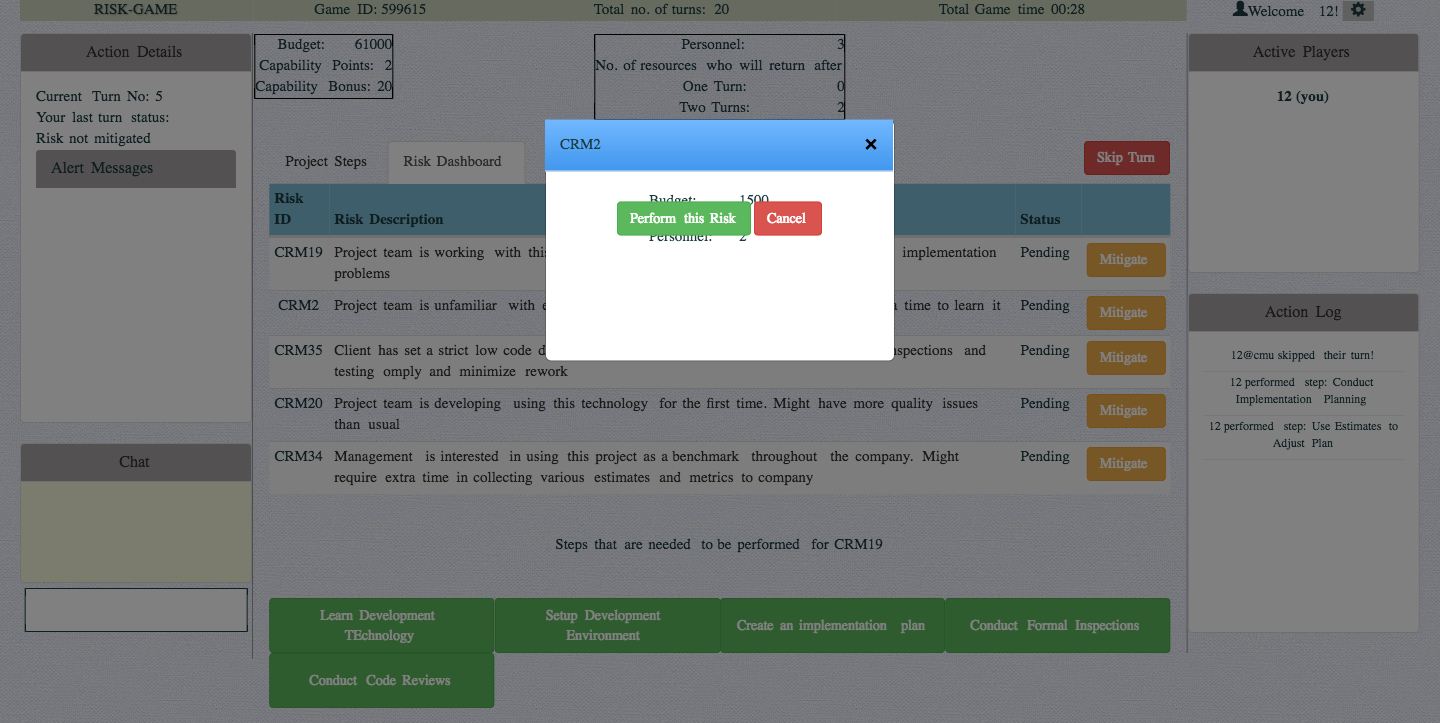 RISK-GAME Game ID: 599615 Total no. of turns: 20 Total Game time 00:28 Welcome 12!
Action Details
Current Turn No: 5
Your last turn status:
Risk not mitigated
Alert Messages
Chat
Budget: 61000
Capability Points: 2
Capability Bonus: 20
Personnel: 3
No. of resources who will return after
One Turn: 0
Two Turns: 2
Project Steps Risk Dashboard
Skip Turn
CRM2 ×
Budget: 1500
Perform this Risk Cancel
Personnel: 2
Risk
ID Risk Description Status
CRM19 Project team is working with this implementation Pending Mitigate
problems
CRM2 Project team is unfamiliar with time to learn it Pending Mitigate
CRM35 Client has set a strict low code and Pending Mitigate
testing omply and minimize rework
CRM20 Project team is developing using this technology for the first time. Might have more quality issues Pending Mitigate
than usual
CRM34 Management is interested in using this project as a benchmark throughout the company. Might Pending Mitigate
require extra time in collecting various estimates and metrics to company
Steps that are needed to be performed for CRM19
Learn Development
TEchnology
Setup Development
Environment
Create an implementation plan
Conduct Formal Inspections
Conduct Code Reviews
Active Players
12 (you)
Action Log
12@cmu skipped their turn!
12 performed step: Conduct
Implementation Planning
12 performed step: Use Estimates to
Adjust Plan